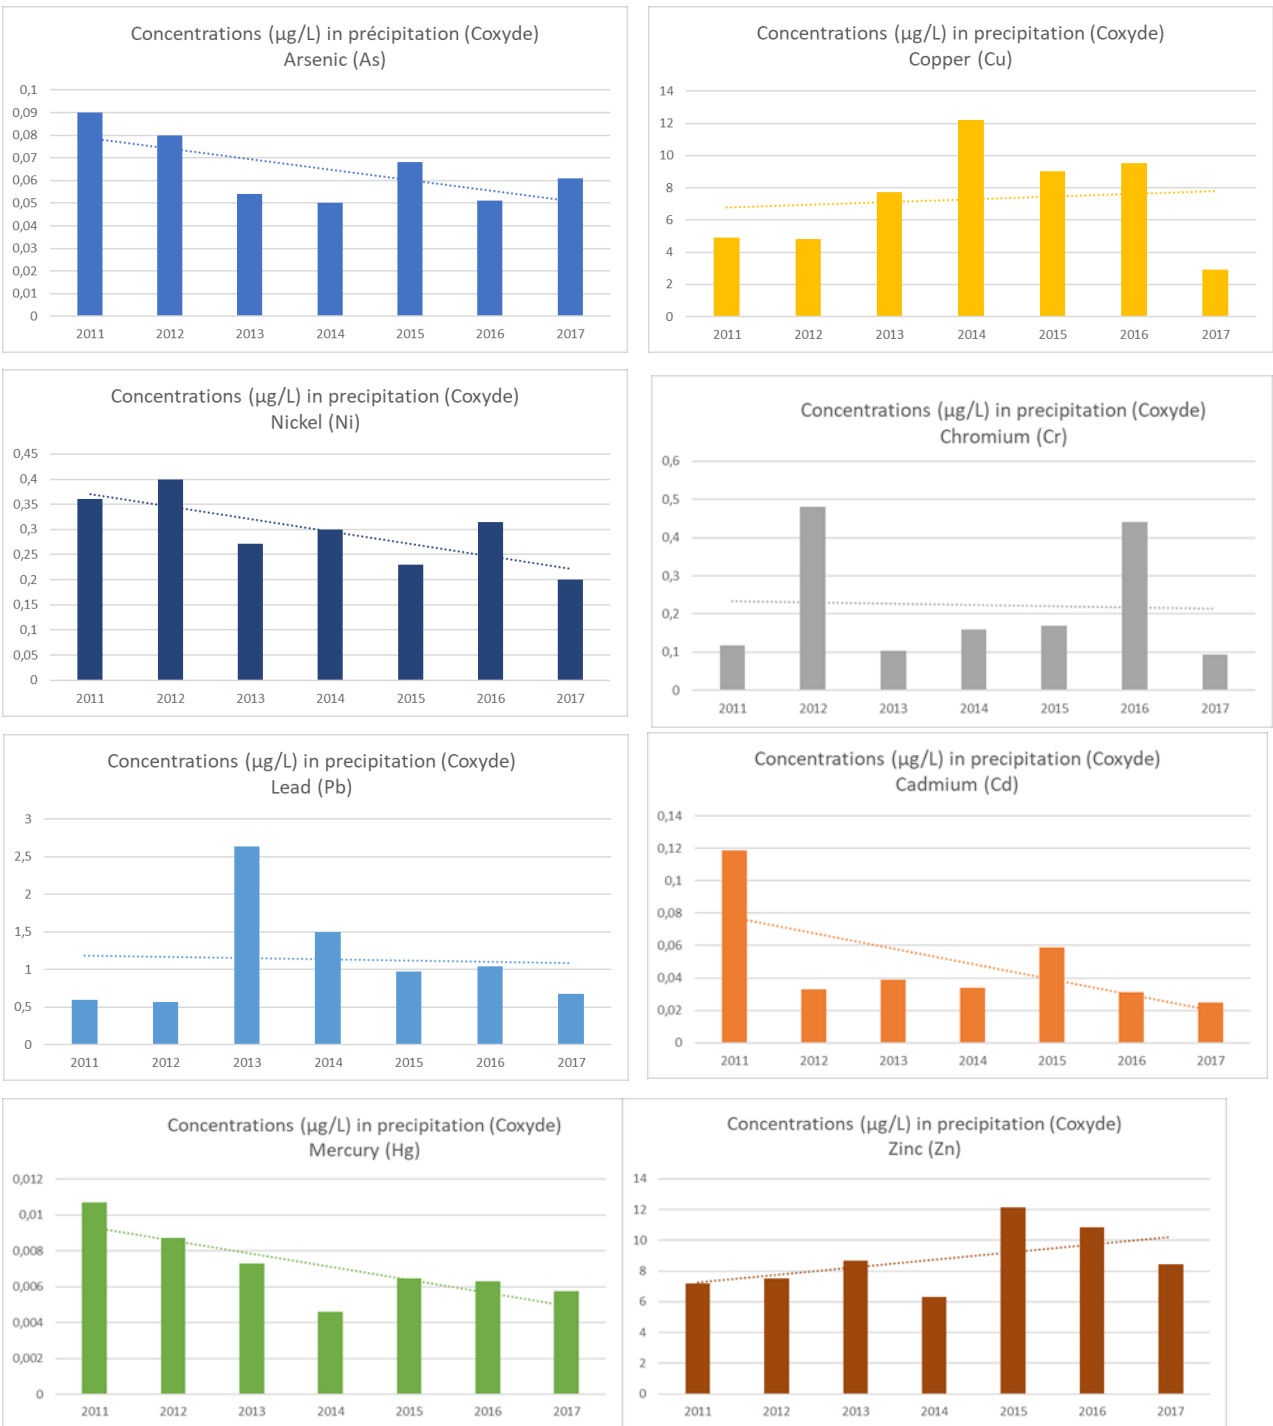 Concentrations (µg/L) in précipitation (Coxyde)
Arsenic (As)
0,1
0,09
0,08
0,07
0,06
0,05
0,04
0,03
0,02
0,01
0
2011 2012 2013 2014 2015 2016 2017
Concentrations (µg/L) in precipitation (Coxyde)
Copper (Cu)
14
12
10
8
6
4
2
0
2011 2012 2013 2014 2015 2016 2017
Concentrations (µg/L) in precipitation (Coxyde)
Nickel (Ni)
0,45
0,4
0,35
0,3
0,25
0,2
0,15
0,1
0,05
0
2011 2012 2013 2014 2015 2016 2017
Concentrations (µg/L) in precipitation (Coxyde)
Chromium (Cr)
0,6
0,5
0,4
0,3
0,2
0,1
0
2011 2012 2013 2014 2015 2016 2017
Concentrations (µg/L) in precipitation (Coxyde)
Lead (Pb)
3
2,5
2
1,5
1
0,5
0
2011 2012 2013 2014 2015 2016 2017
Concentrations (µg/L) in precipitation (Coxyde)
Cadmium (Cd)
0,14
0,12
0,1
0,08
0,06
0,04
0,02
0
2011 2012 2013 2014 2015 2016 2017
Concentrations (µg/L) in precipitation (Coxyde)
Mercury (Hg)
0,012
0,01
0,008
0,006
0,004
0,002
0
2011 2012 2013 2014 2015 2016 2017
Concentrations (µg/L) in precipitation (Coxyde)
Zinc (Zn)
14
12
10
8
6
4
2
0
2011 2012 2013 2014 2015 2016 2017